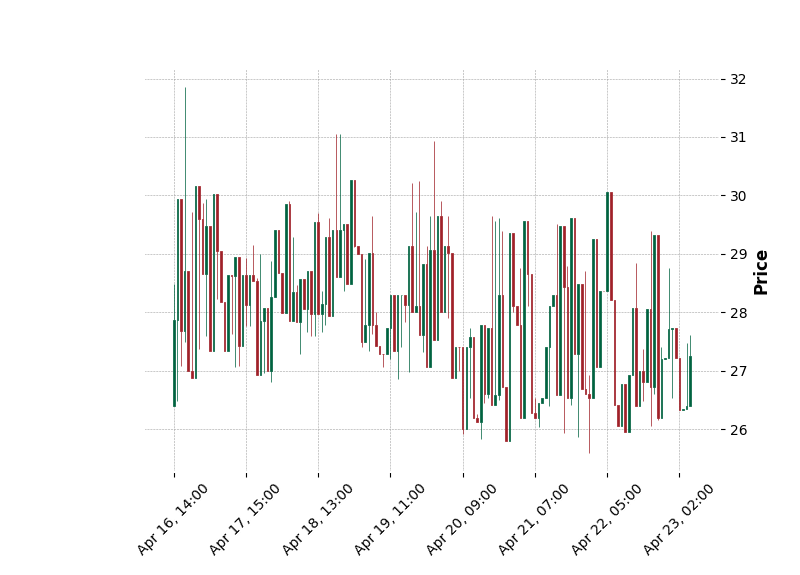 32
31
30
29
28
27
26
Price
Apr 16, 14:00
Apr 17, 15:00
Apr 18, 13:00
Apr 19, 11:00
Apr 20, 09:00
Apr 21, 07:00
Apr 22, 05:00
Apr 23, 02:00